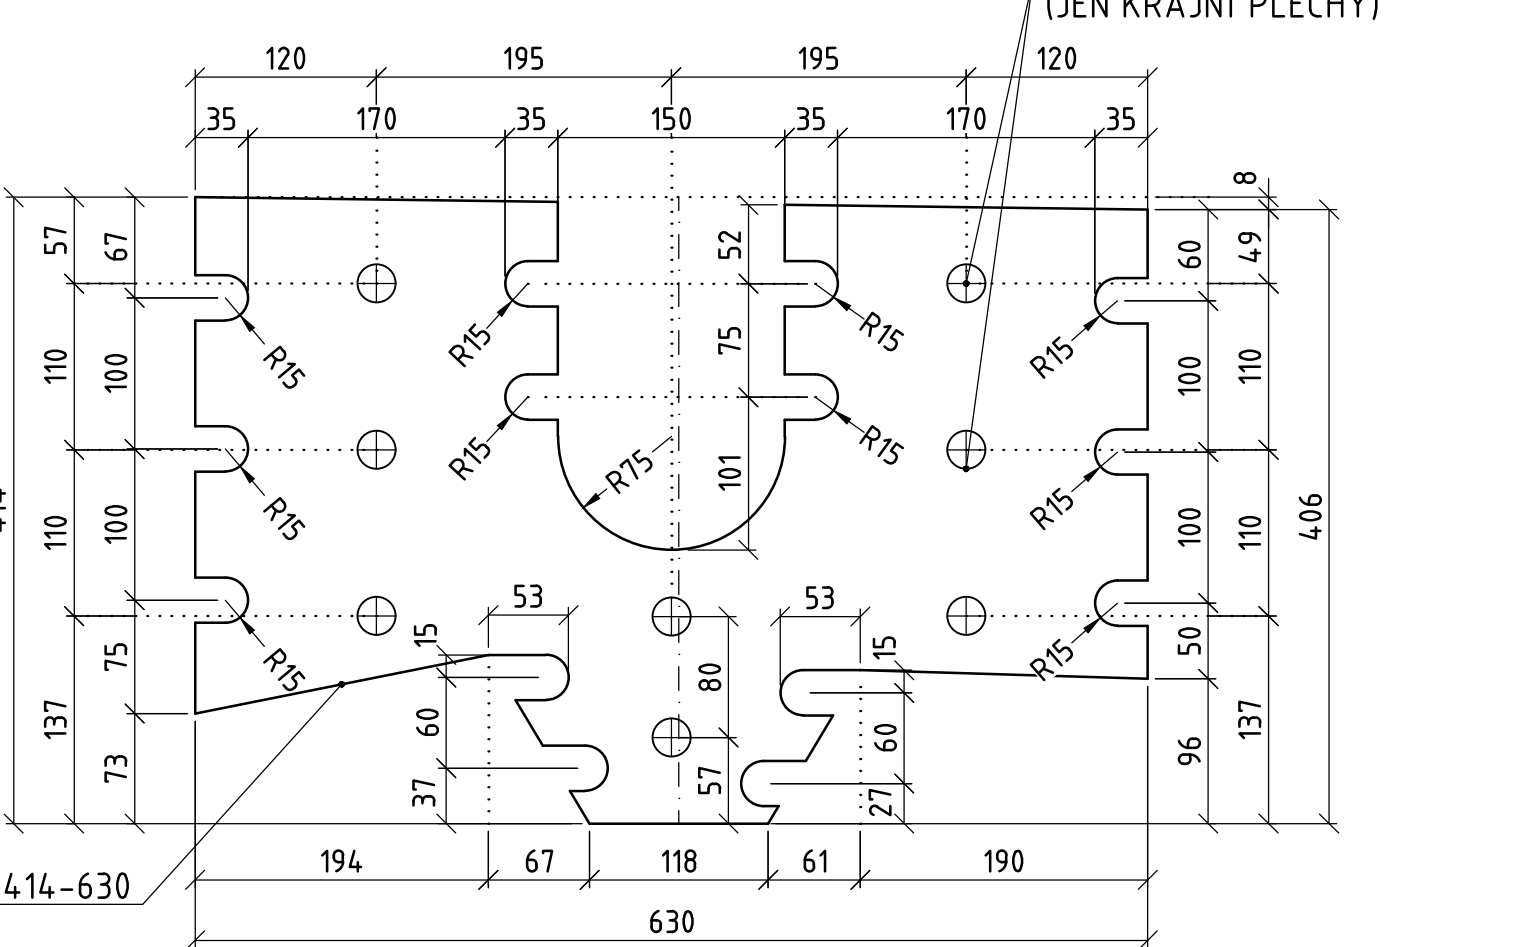 (JEN KRAJNÍ PLECHY)
120 195 195 120
35 170 35 150 35 170 35
8
57 67 52 60 49
R15 R15 R15 R15
110 100 75 100 110
R15 R15 R75 101 R15 R15
414 406
110 100 100 110
R15 53 53 R15
15 15
75 80 50
137 60 60 137
73 37 57 27 96
194 67 118 61 190
414-630
630